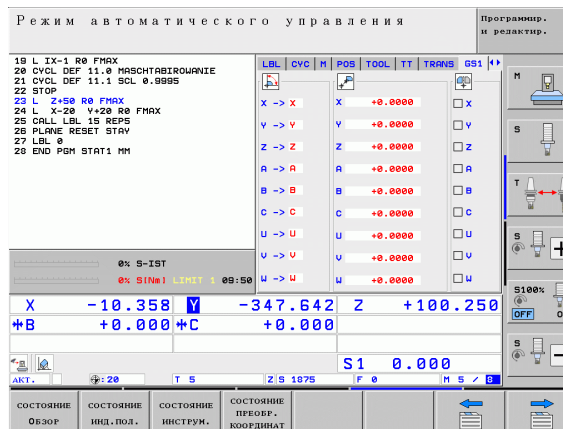 Режим автоматического управления
Программир.
и редактир.
19 L IX-1 R0 FMAX
20 CYCL DEF 11.0 MASCHTABIROWANIE
21 CYCL DEF 11.1 SCL 0.9995
22 STOP
23 L Z+50 R0 FMAX
24 L X-20 Y+20 R0 FMAX
25 CALL LBL 15 REP5
26 PLANE RESET STAY
27 LBL 0
28 END PGM STAT1 MM
LBL CYC M POS TOOL TT TRANS GS1
X -> X X +0.0000 X
Y -> Y Y +0.0000 Y
Z -> Z Z +0.0000 Z
A -> A A +0.0000 A
B -> B B +0.0000 B
C -> C C +0.0000 C
U -> U U +0.0000 U
V -> V V +0.0000 V
W -> W W +0.0000 W
0% S-IST
0% S[Nm] LIMIT 1 09:50
X -10.358 Y -347.642 Z +100.250
B +0.000 C +0.000
S1 0.000
АКТ. : 20 T 5 Z S 1875 F 0 M 5 / 8
M
S
T
S
S100%
OFF O
S
СОСТОЯНИЕ
ОБЗОР
СОСТОЯНИЕ
ИНД.ПОЛ.
СОСТОЯНИЕ
ИНСТРУМ.
СОСТОЯНИЕ
ПРЕОБР.
КООРДИНАТ